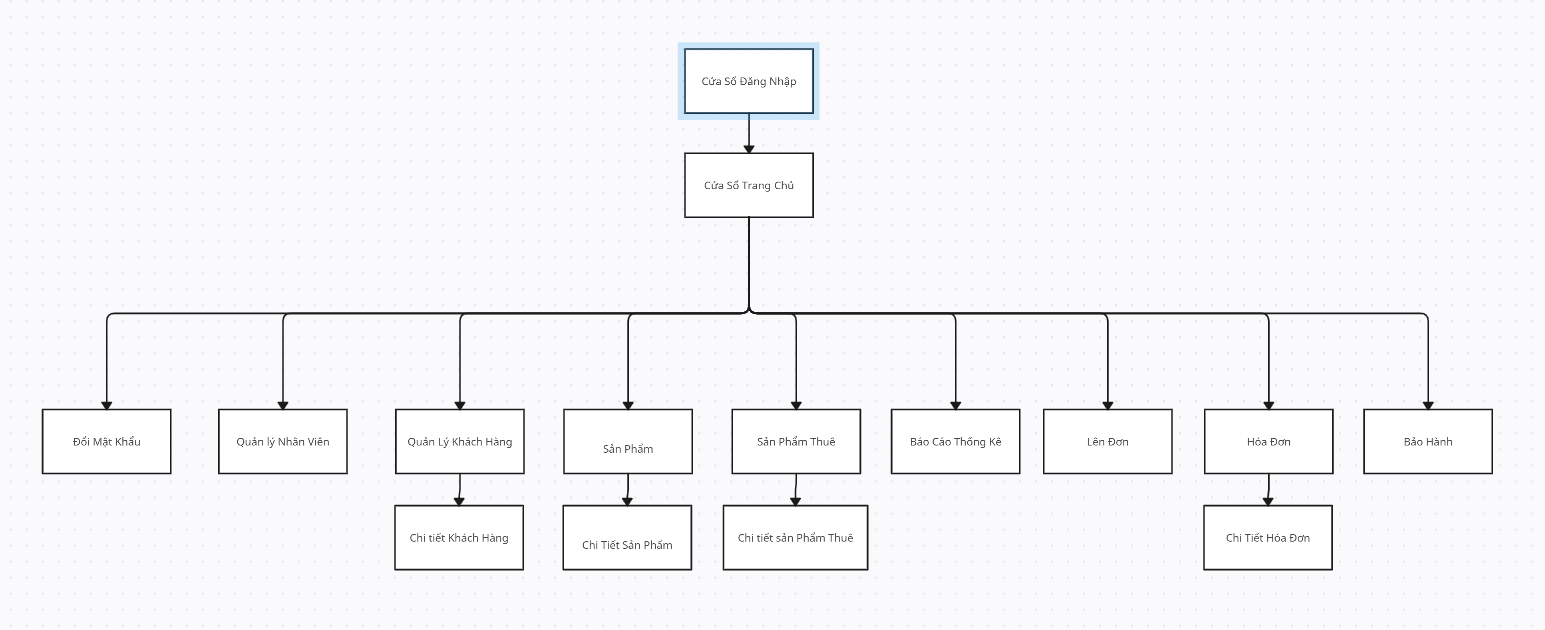 Cửa Sổ Đăng Nhập
Cửa Sổ Trang Chủ
Đổi Mật Khẩu
Quản lý Nhân Viên
Quản Lý Khách Hàng
Sản Phẩm
Sản Phẩm Thuê
Báo Cáo Thống Kê
Lên Đơn
Hóa Đơn
Bảo Hành
Chi tiết Khách Hàng
Chi Tiết Sản Phẩm
Chi tiết sản Phẩm Thuê
Chi Tiết Hóa Đơn